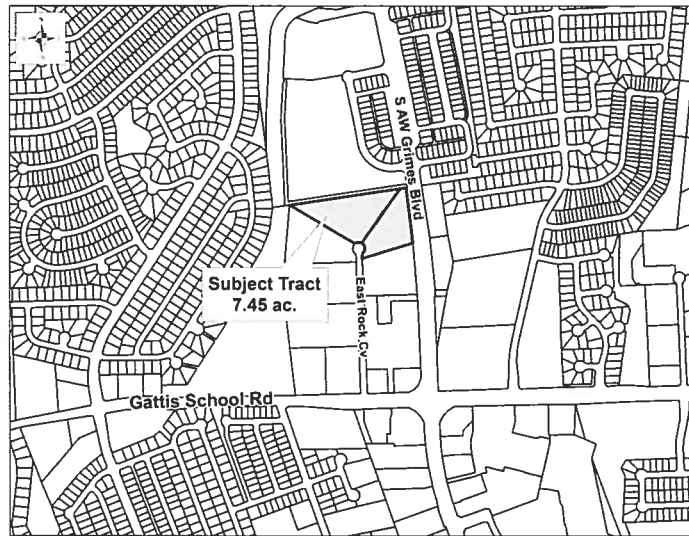 S AW Grimes Blvd
Subject Tract
7.45 ac.
East Rock Cv
Gattis School Rd